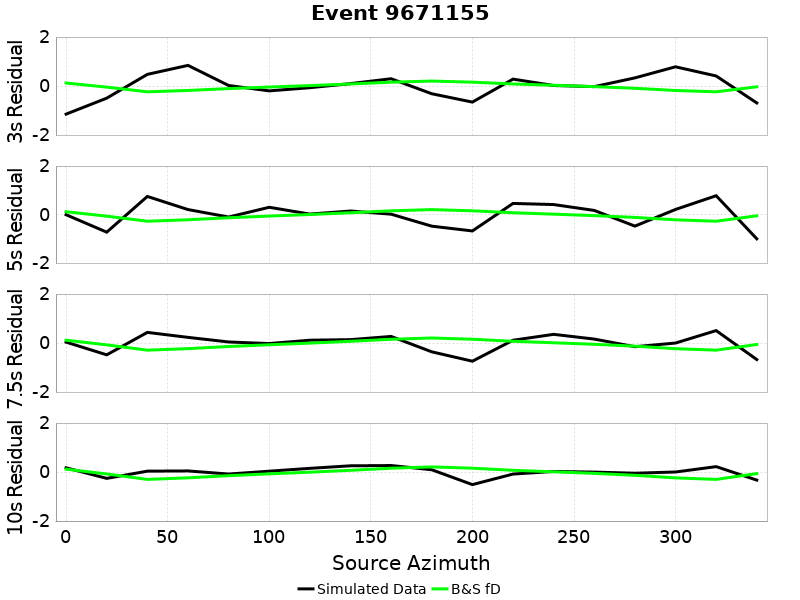 Event 9671155
3s Residual
2
0
-2
5s Residual
2
0
-2
7.5s Residual
2
0
-2
10s Residual
2
0
-2
0 50 100 150 200 250 300
Source Azimuth
Simulated Data B&S fD